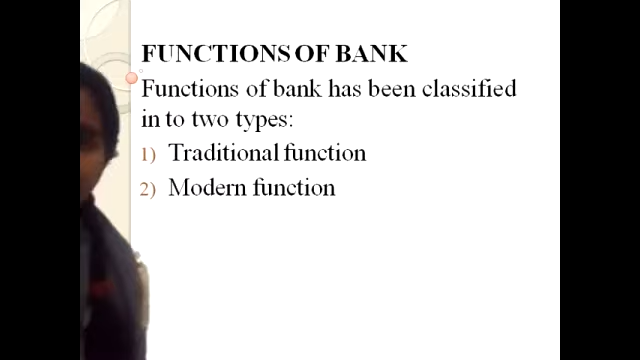 FUNCTIONS OF BANK
Functions of bank has been classified
in to two types:
1) Traditional function
2) Modern function